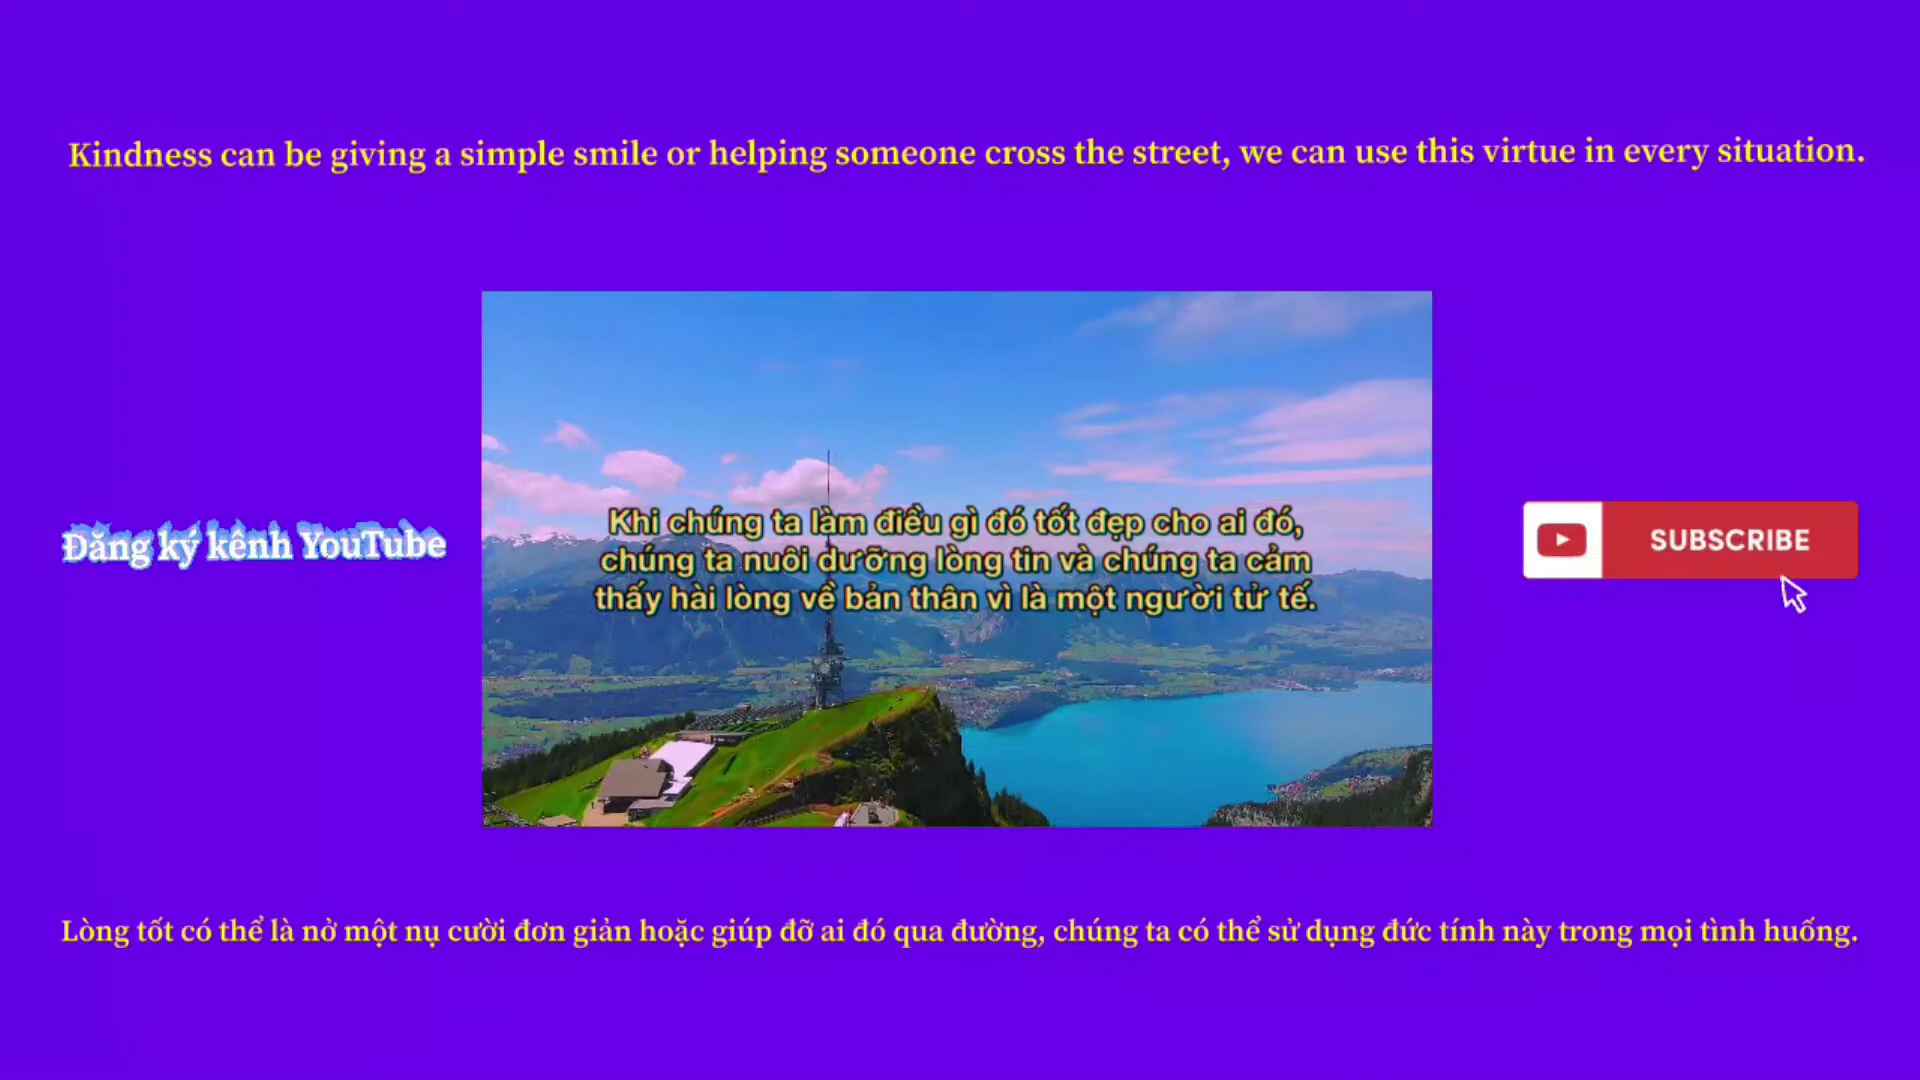 Kindness can be giving a simple smile or helping someone cross the street, we can use this virtue in every situation.
Khi chúng ta làm điều gì đó tốt đẹp cho ai đó,
chúng ta nuôi dưỡng lòng tin và chúng ta cảm
thấy hài lòng về bản thân vì là một người tử tế.
Đăng ký kênh YouTube
SUBSCRIBE
Lòng tốt có thể là nở một nụ cười đơn giản hoặc giúp đỡ ai đó qua đường, chúng ta có thể sử dụng đức tính này trong mọi tình huống.